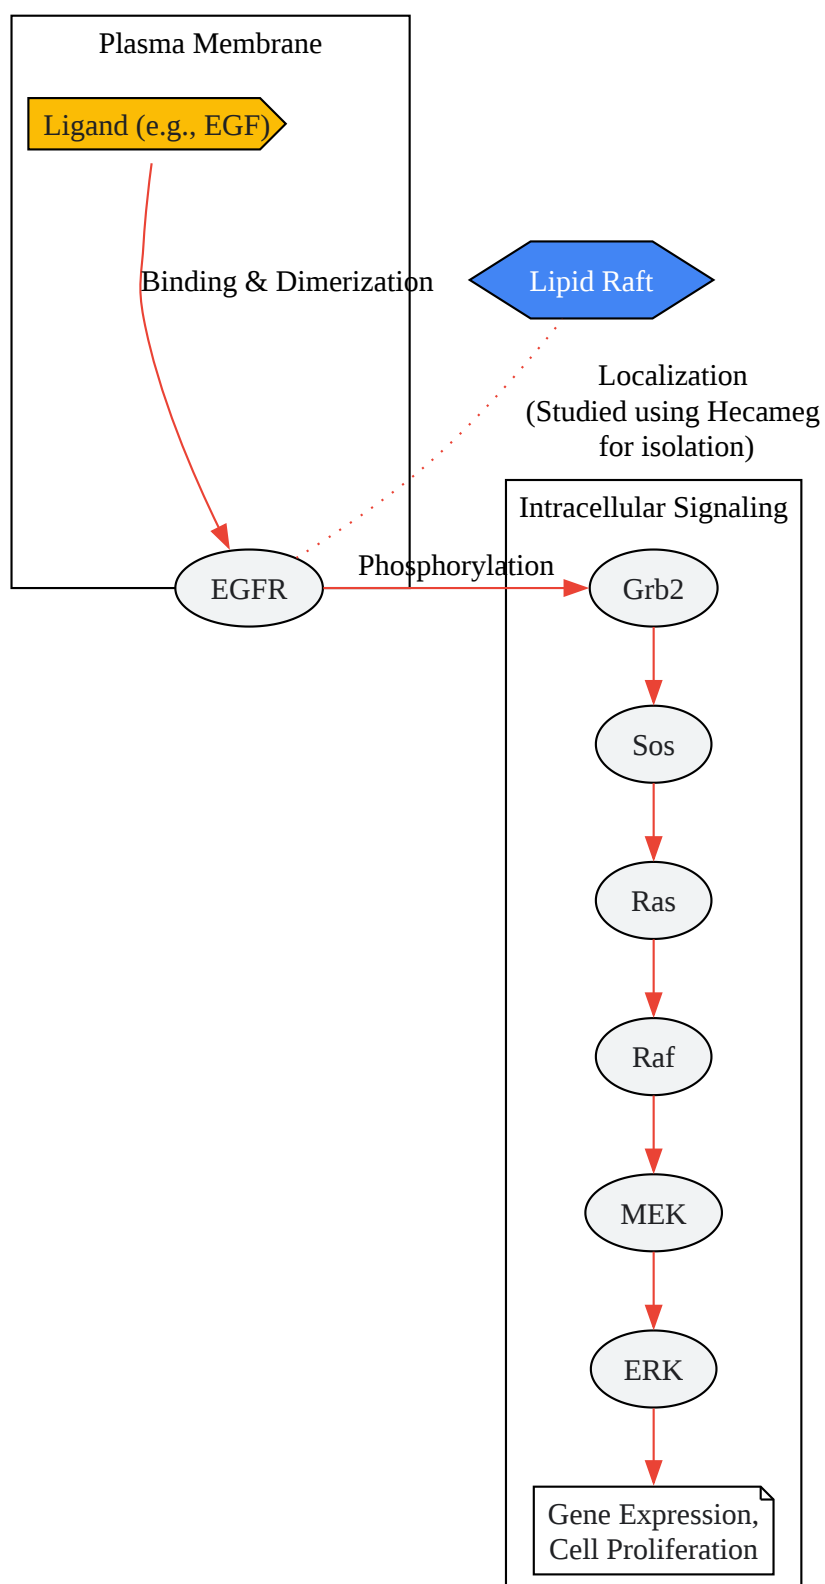 Plasma Membrane
Ligand (e.g., EGF)
Binding & Dimerization
Lipid Raft
Localization
(Studied using Hecameg
for isolation)
Intracellular Signaling
EGFR
Phosphorylation
Grb2
Sos
Ras
Raf
MEK
ERK
Gene Expression,
Cell Proliferation